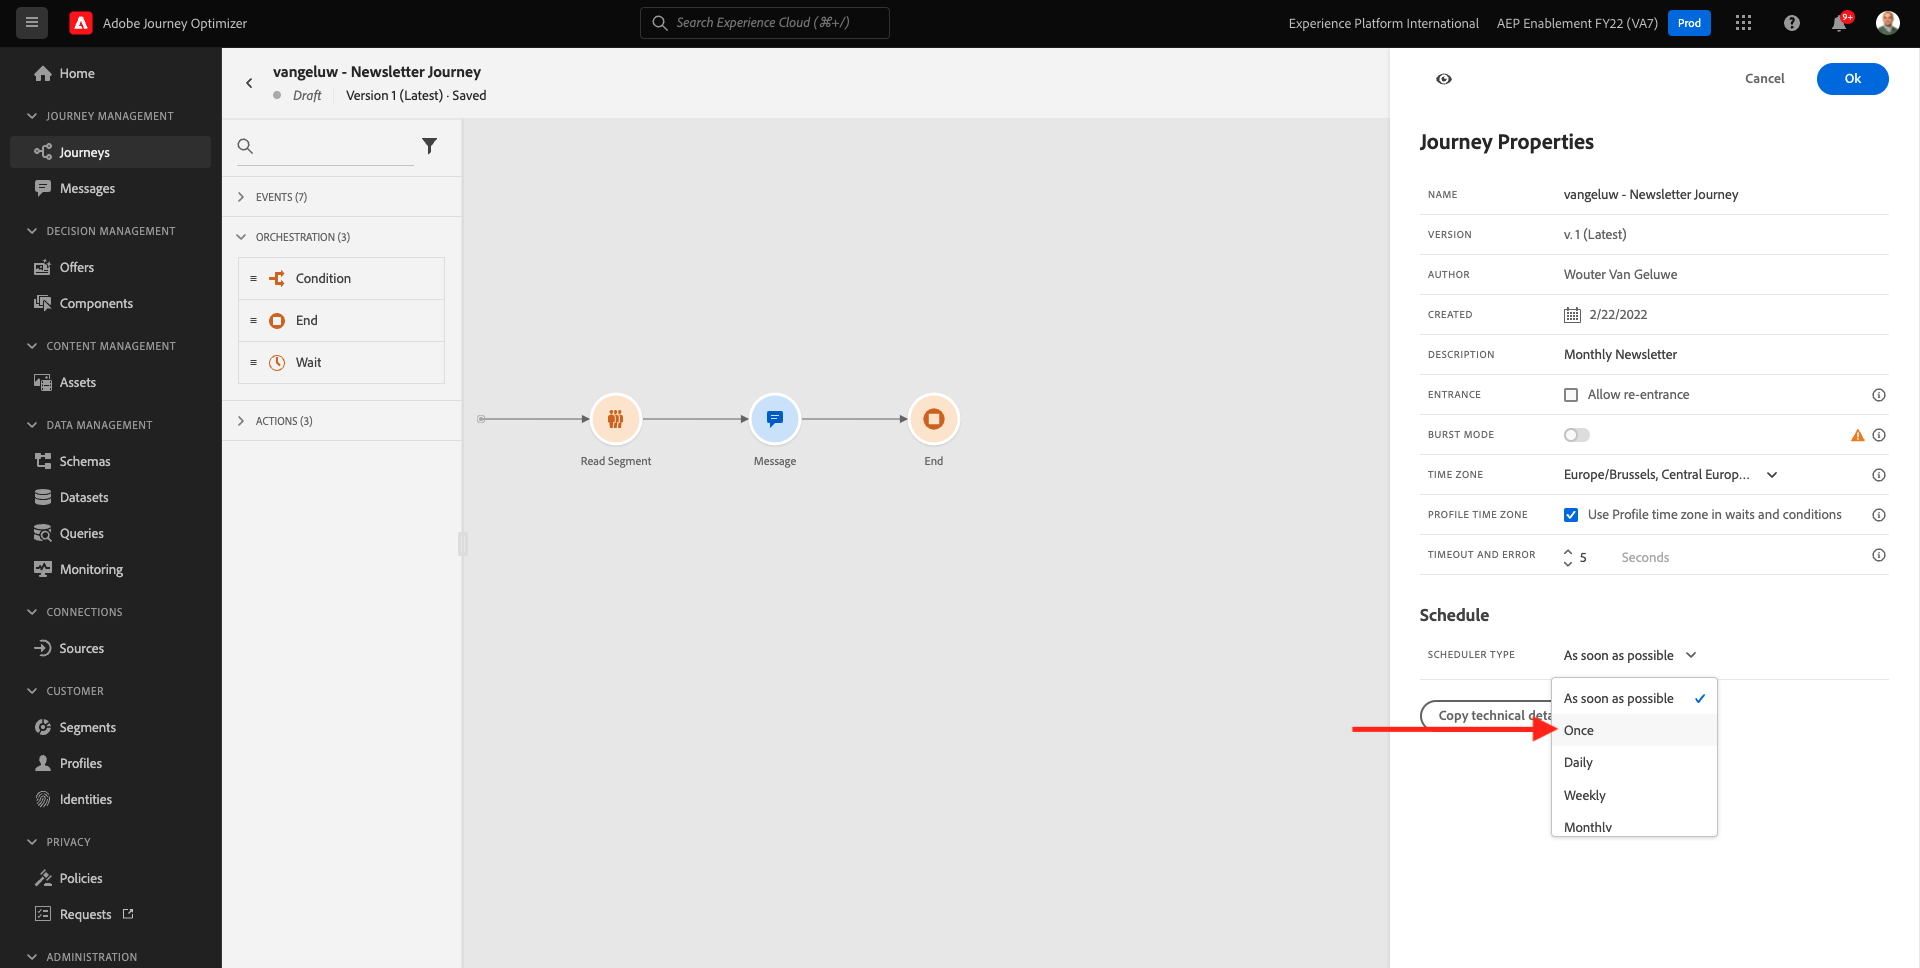 Adobe Journey Optimizer
Search Experience Cloud (⌘+/)
Experience Platform International
AEP Enablement FY22 (VA7)
Prod
9+
Home
JOURNEY MANAGEMENT
Journeys
Messages
DECISION MANAGEMENT
Offers
Components
CONTENT MANAGEMENT
Assets
DATA MANAGEMENT
Schemas
Datasets
Queries
Monitoring
CONNECTIONS
Sources
CUSTOMER
Segments
Profiles
Identities
PRIVACY
Policies
Requests
ADMINISTRATION
vangeluw - Newsletter Journey
Draft
Version 1 (Latest) · Saved
EVENTS (7)
ORCHESTRATION (3)
Condition
End
Wait
ACTIONS (3)
Read Segment
Message
End
Cancel
Ok
Journey Properties
NAME vangeluw - Newsletter Journey
VERSION v. 1 (Latest)
AUTHOR Wouter Van Geluwe
CREATED 2/22/2022
DESCRIPTION Monthly Newsletter
ENTRANCE Allow re-entrance
BURST MODE
TIME ZONE Europe/Brussels, Central Europ...
PROFILE TIME ZONE Use Profile time zone in waits and conditions
TIMEOUT AND ERROR 5 Seconds
Schedule
SCHEDULER TYPE As soon as possible
As soon as possible
Copy technical deta
Once
Daily
Weekly
Monthly